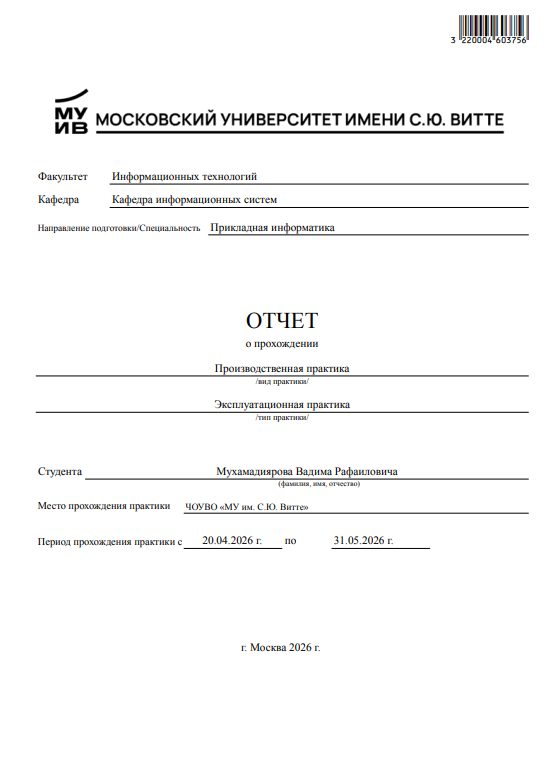 3 220004 603756
МУ ИВ МОСКОВСКИЙ УНИВЕРСИТЕТ ИМЕНИ С.Ю. ВИТТЕ
Факультет Информационных технологий
Кафедра Кафедра информационных систем
Направление подготовки/Специальность Прикладная информатика
ОТЧЕТ
о прохождении
Производственная практика
/вид практики/
Эксплуатационная практика
/тип практики/
Студента Мухамадиярова Вадима Рафаиловича
(фамилия, имя, отчество)
Место прохождения практики ЧОУВО «МУ им. С.Ю. Витте»
Период прохождения практики с 20.04.2026 г. по 31.05.2026 г.
г. Москва 2026 г.